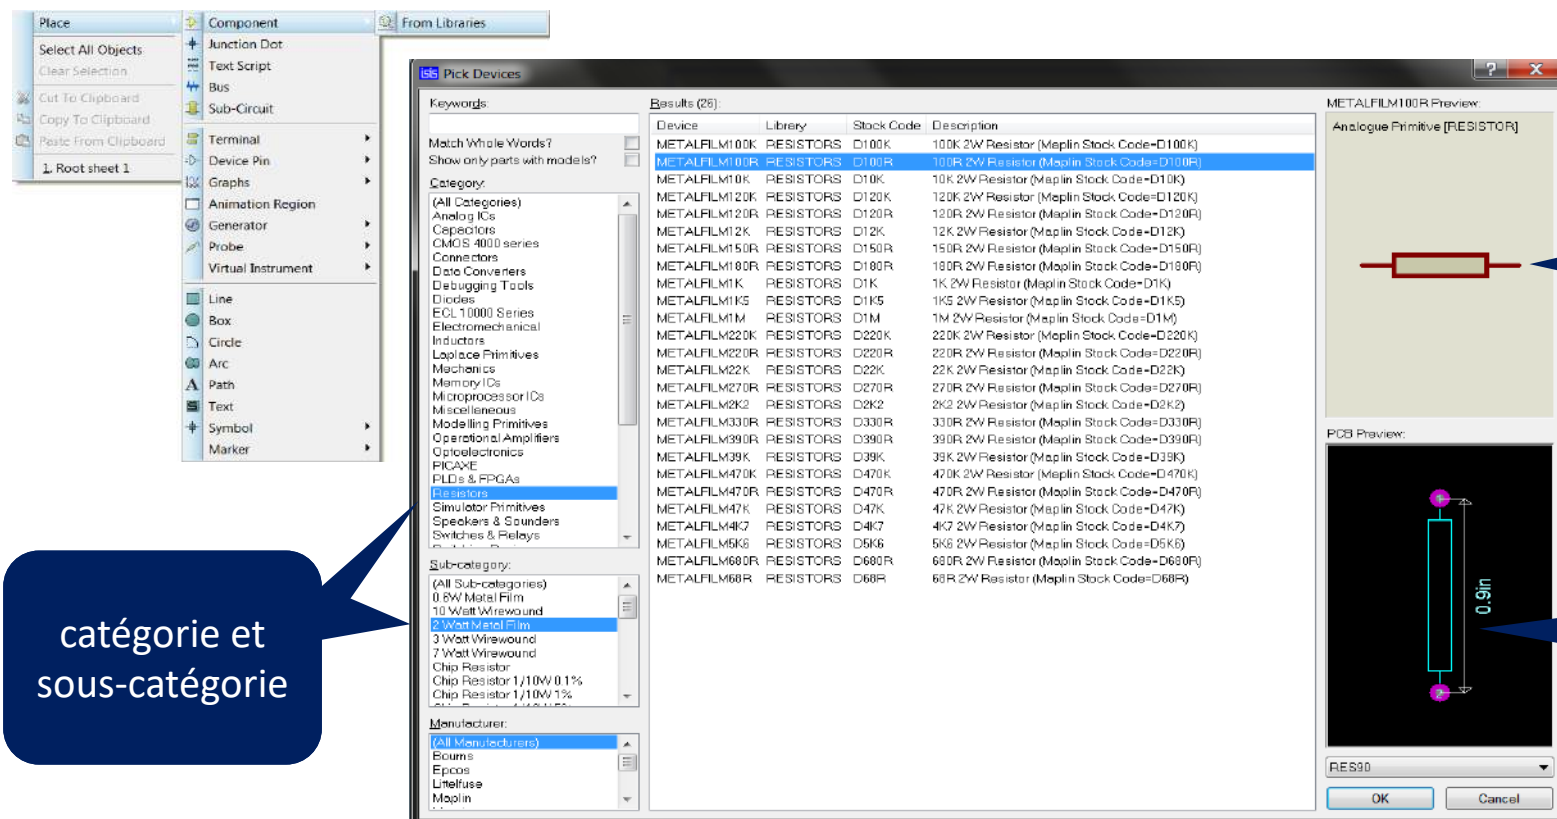 Place
Select All Objects
Clear Selection
Cut To Clipboard
Copy To Clipboard
Paste From Clipboard
1. Root sheet 1
Component
Junction Dot
Text Script
Bus
Sub-Circuit
Terminal
Device Pin
Graphs
Animation Region
Generator
Probe
Virtual Instrument
Line
Box
Circle
Arc
Path
Text
Symbol
Marker
From Libraries
isis Pick Devices
Keywords:
Match Whole Words?
Show only parts with models?
Category:
(All Categories)
Analog ICs
Capacitors
CMOS 4000 series
Connectors
Data Converters
Debugging Tools
Diodes
ECL 10000 Series
Electromechanical
Inductors
Laplace Primitives
Mechanics
Memory ICs
Microprocessor ICs
Miscellaneous
Modelling Primitives
Operational Amplifiers
Optoelectronics
PICAXE
PLDs & FPGAs
Resistors
Simulator Primitives
Speakers & Sounders
Switches & Relays
Sub-category:
(All Sub-categories)
0.6W Metal Film
10 Watt Wirewound
2 Watt Metal Film
3 Watt Wirewound
7 Watt Wirewound
Chip Resistor
Chip Resistor 1/10W 0.1%
Chip Resistor 1/10W 1%
Manufacturer:
(All Manufacturers)
Bourns
Epcos
Littelfuse
Maplin
Results (26):
Device Library Stock Code Description
METALFILM100K RESISTORS D100K 100K 2W Resistor (Maplin Stock Code=D100K)
METALFILM100R RESISTORS D100R 100R 2W Resistor (Maplin Stock Code=D100R)
METALFILM10K RESISTORS D10K 10K 2W Resistor (Maplin Stock Code=D10K)
METALFILM120K RESISTORS D120K 120K 2W Resistor (Maplin Stock Code=D120K)
METALFILM120R RESISTORS D120R 120R 2W Resistor (Maplin Stock Code=D120R)
METALFILM12K RESISTORS D12K 12K 2W Resistor (Maplin Stock Code=D12K)
METALFILM150R RESISTORS D150R 150R 2W Resistor (Maplin Stock Code=D150R)
METALFILM180R RESISTORS D180R 180R 2W Resistor (Maplin Stock Code=D180R)
METALFILM1K RESISTORS D1K 1K 2W Resistor (Maplin Stock Code=D1K)
METALFILM1K5 RESISTORS D1K5 1K5 2W Resistor (Maplin Stock Code=D1K5)
METALFILM1M RESISTORS D1M 1M 2W Resistor (Maplin Stock Code=D1M)
METALFILM220K RESISTORS D220K 220K 2W Resistor (Maplin Stock Code=D220K)
METALFILM220R RESISTORS D220R 220R 2W Resistor (Maplin Stock Code=D220R)
METALFILM22K RESISTORS D22K 22K 2W Resistor (Maplin Stock Code=D22K)
METALFILM270R RESISTORS D270R 270R 2W Resistor (Maplin Stock Code=D270R)
METALFILM2K2 RESISTORS D2K2 2K2 2W Resistor (Maplin Stock Code=D2K2)
METALFILM330R RESISTORS D330R 330R 2W Resistor (Maplin Stock Code=D330R)
METALFILM390R RESISTORS D390R 390R 2W Resistor (Maplin Stock Code=D390R)
METALFILM39K RESISTORS D39K 39K 2W Resistor (Maplin Stock Code=D39K)
METALFILM470K RESISTORS D470K 470K 2W Resistor (Maplin Stock Code=D470K)
METALFILM470R RESISTORS D470R 470R 2W Resistor (Maplin Stock Code=D470R)
METALFILM47K RESISTORS D47K 47K 2W Resistor (Maplin Stock Code=D47K)
METALFILM4K7 RESISTORS D4K7 4K7 2W Resistor (Maplin Stock Code=D4K7)
METALFILM5K6 RESISTORS D5K6 5K6 2W Resistor (Maplin Stock Code=D5K6)
METALFILM680R RESISTORS D680R 680R 2W Resistor (Maplin Stock Code=D680R)
METALFILM68R RESISTORS D68R 68R 2W Resistor (Maplin Stock Code=D68R)
METALFILM100R Preview:
Analogue Primitive [RESISTOR]
PCB Preview:
0.9in
2
RES90
OK Cancel
catégorie et
sous-catégorie